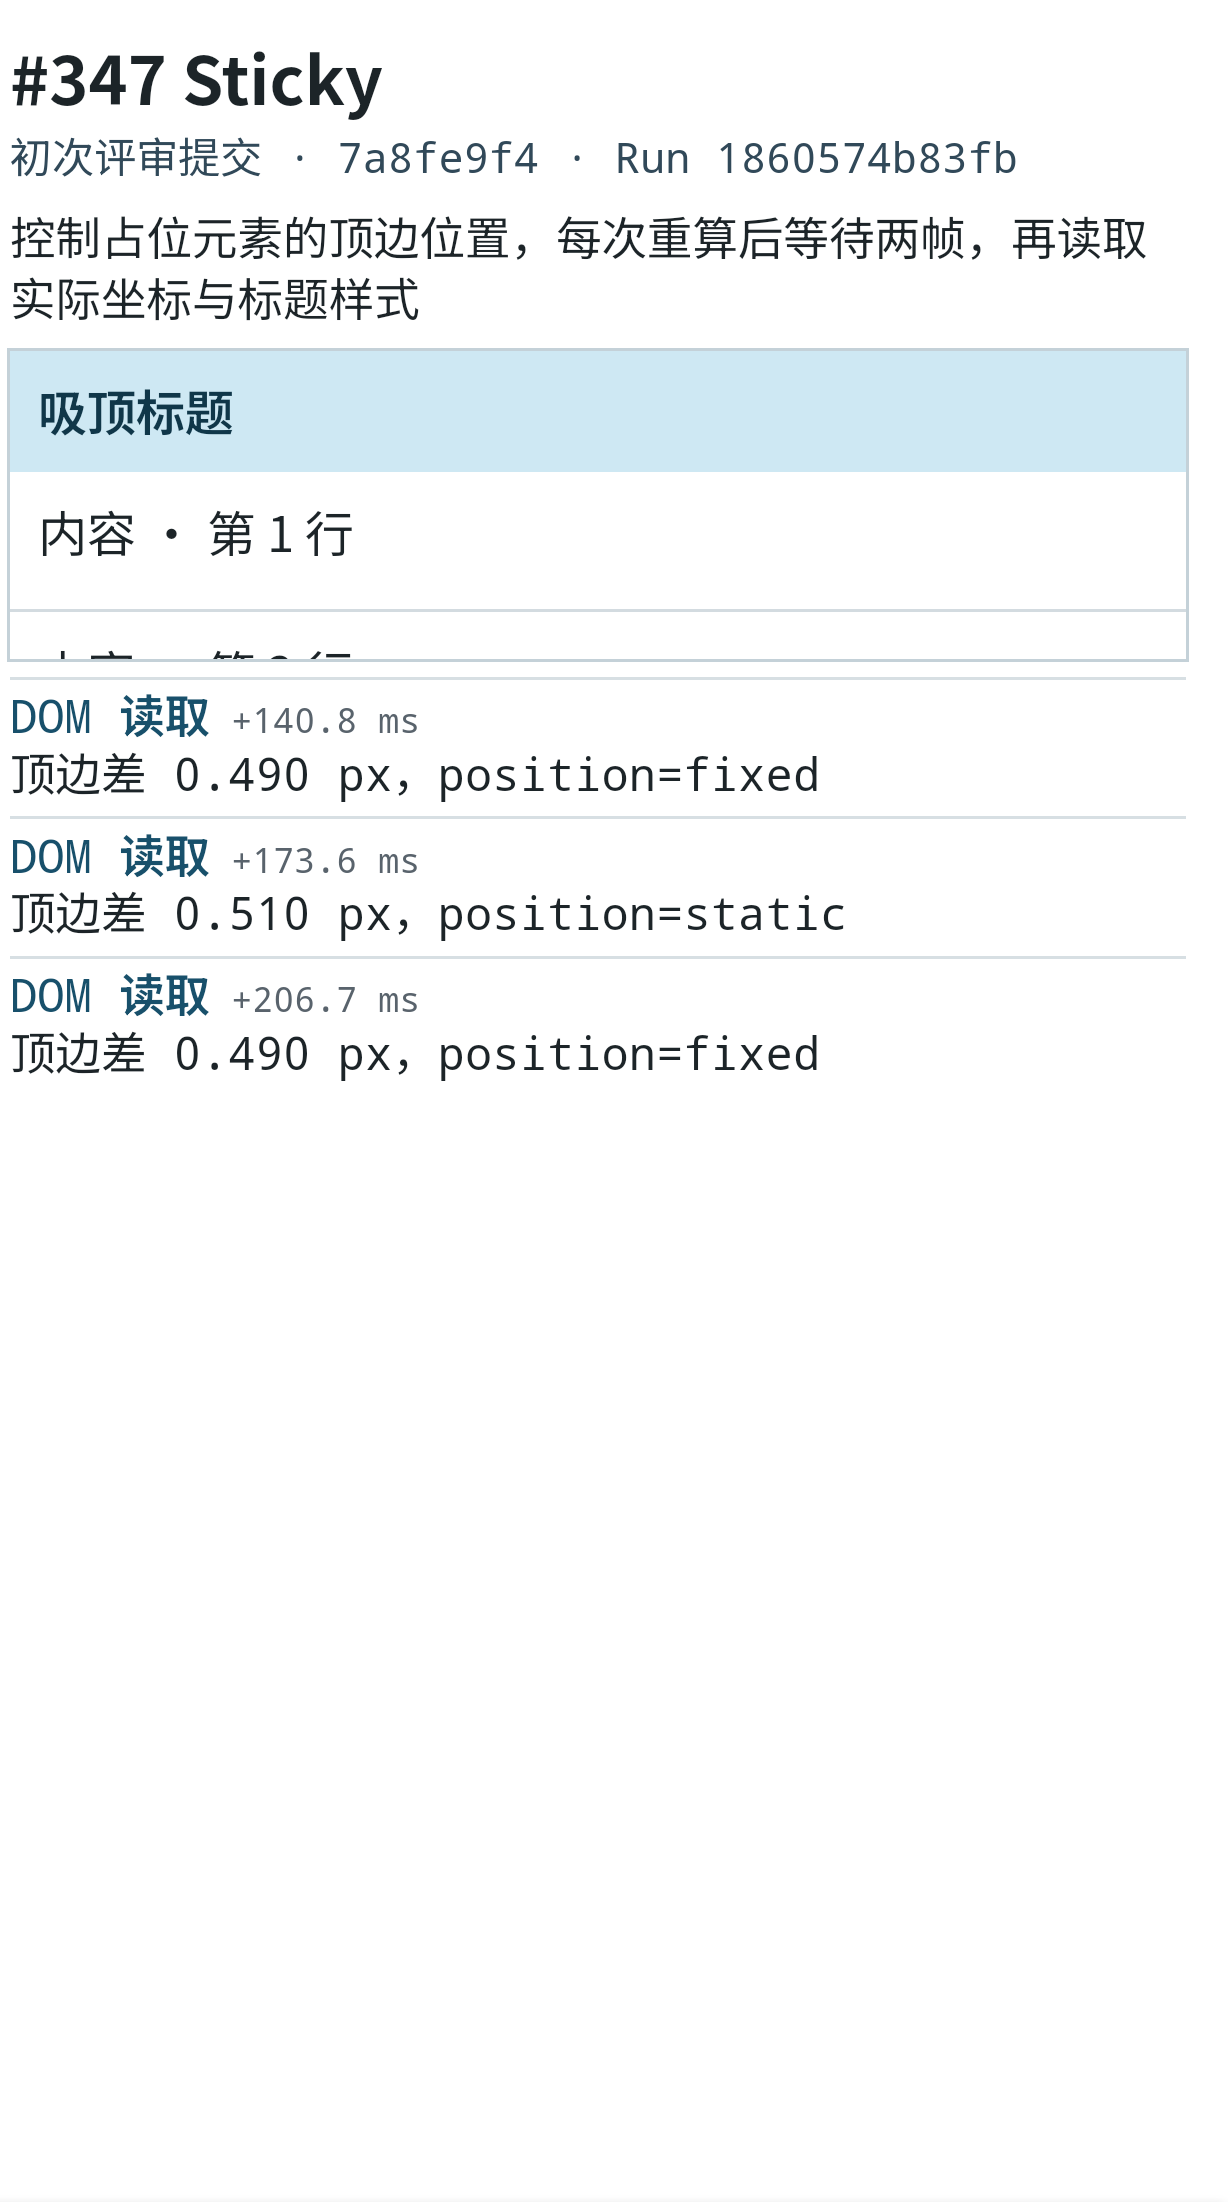 #347 Sticky
初次评审提交 · 7a8fe9f4 · Run 1860574b83fb
控制占位元素的顶边位置，每次重算后等待两帧，再读取
实际坐标与标题样式
吸顶标题
内容 · 第 1 行
DOM 读取 +140.8 ms
顶边差 0.490 px，position=fixed
DOM 读取 +173.6 ms
顶边差 0.510 px，position=static
DOM 读取 +206.7 ms
顶边差 0.490 px，position=fixed